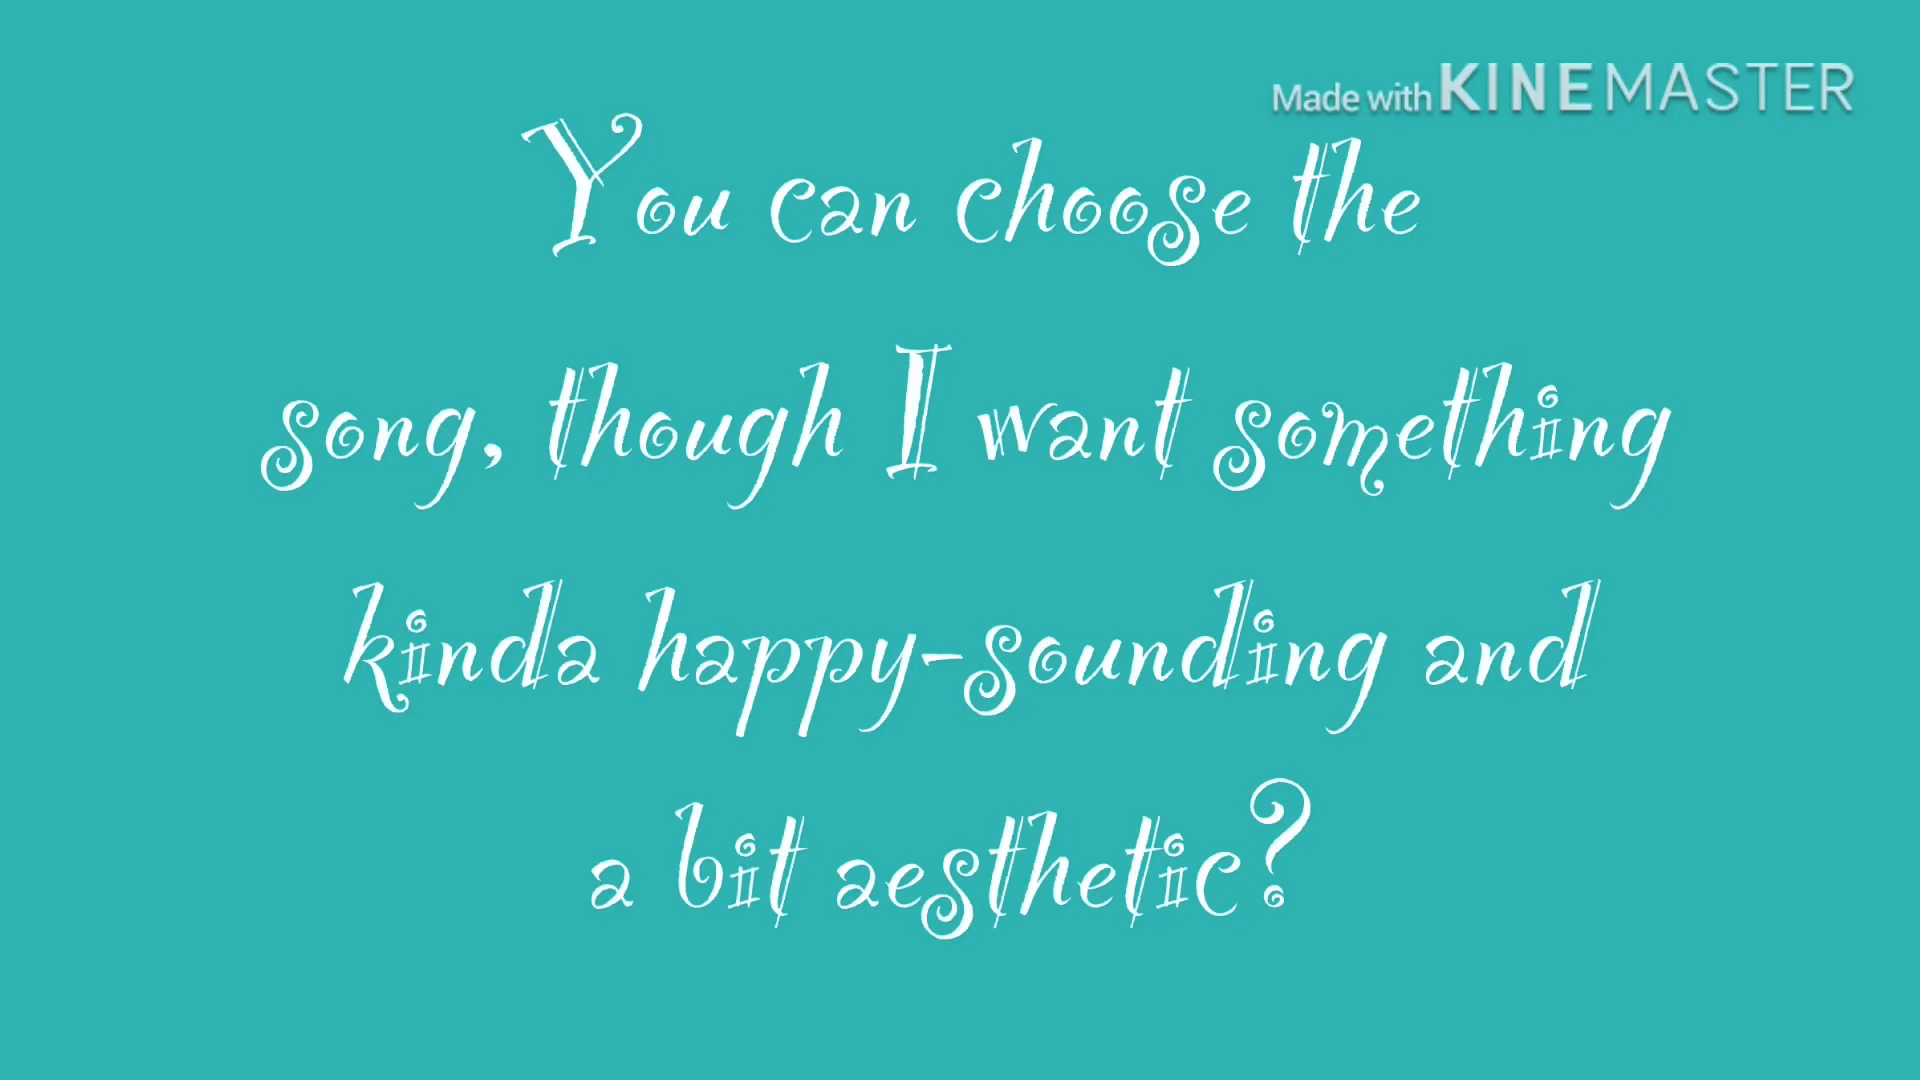 Made with KINEMASTER
You can choose the
song, though I want something
kinda happy-sounding and
a bit aesthetic?